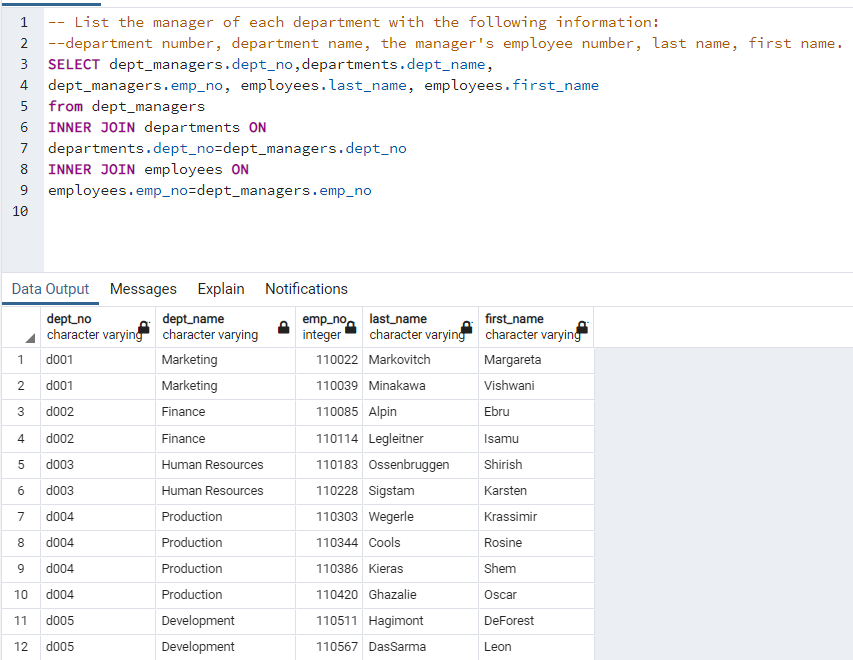 1 -- List the manager of each department with the following information:
2 --department number, department name, the manager's employee number, last name, first name.
3 SELECT dept_managers.dept_no,departments.dept_name,
4 dept_managers.emp_no, employees.last_name, employees.first_name
5 from dept_managers
6 INNER JOIN departments ON
7 departments.dept_no=dept_managers.dept_no
8 INNER JOIN employees ON
9 employees.emp_no=dept_managers.emp_no
10
Data Output Messages Explain Notifications
dept_no dept_name emp_no last_name first_name
character varying character varying integer character varying character varying
1 d001 Marketing 110022 Markovitch Margareta
2 d001 Marketing 110039 Minakawa Vishwani
3 d002 Finance 110085 Alpin Ebru
4 d002 Finance 110114 Legleitner Isamu
5 d003 Human Resources 110183 Ossenbruggen Shirish
6 d003 Human Resources 110228 Sigstam Karsten
7 d004 Production 110303 Wegerle Krassimir
8 d004 Production 110344 Cools Rosine
9 d004 Production 110386 Kieras Shem
10 d004 Production 110420 Ghazalie Oscar
11 d005 Development 110511 Hagimont DeForest
12 d005 Development 110567 DasSarma Leon